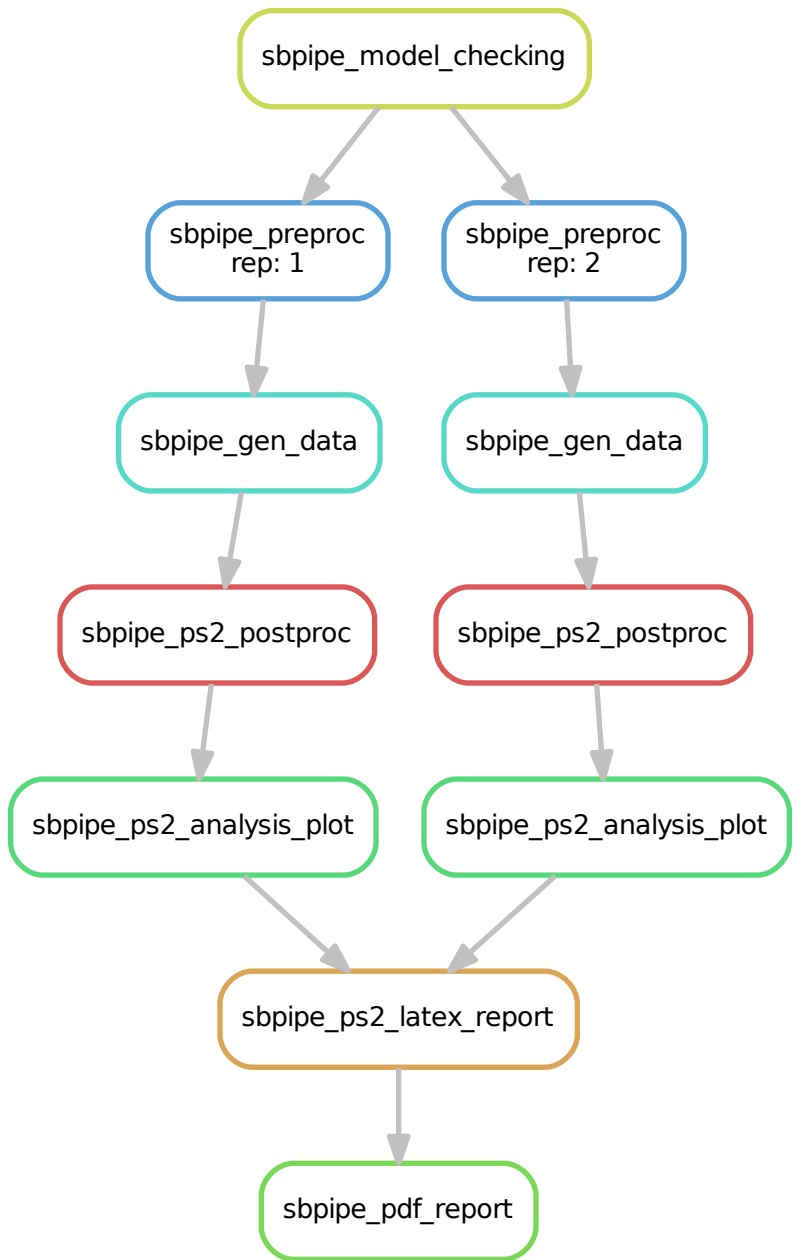 sbpipe_model_checking
sbpipe_preproc
rep: 1
sbpipe_preproc
rep: 2
sbpipe_gen_data
sbpipe_gen_data
sbpipe_ps2_postproc
sbpipe_ps2_postproc
sbpipe_ps2_analysis_plot
sbpipe_ps2_analysis_plot
sbpipe_ps2_latex_report
sbpipe_pdf_report